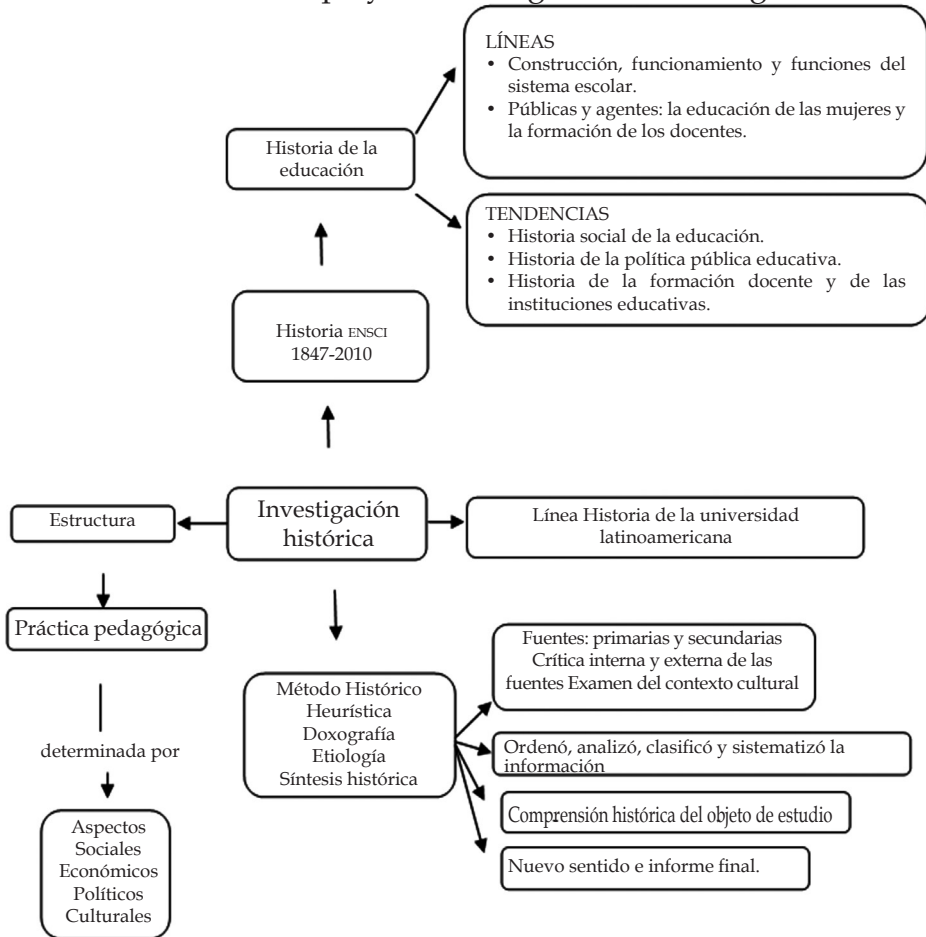 LÍNEAS
• Construcción, funcionamiento y funciones del
sistema escolar.
• Públicas y agentes: la educación de las mujeres y
la formación de los docentes.
Historia de la
educación
TENDENCIAS
• Historia social de la educación.
• Historia de la política pública educativa.
• Historia de la formación docente y de las
instituciones educativas.
Historia ENSCI
1847-2010
Investigación
histórica
Estructura
Línea Historia de la universidad
latinoamericana
Práctica pedagógica
determinada por
Aspectos
Sociales
Económicos
Políticos
Culturales
Método Histórico
Heurística
Doxografía
Etiología
Síntesis histórica
Fuentes: primarias y secundarias
Crítica interna y externa de las
fuentes Examen del contexto cultural
Ordenó, analizó, clasificó y sistematizó la
información
Comprensión histórica del objeto de estudio
Nuevo sentido e informe final.